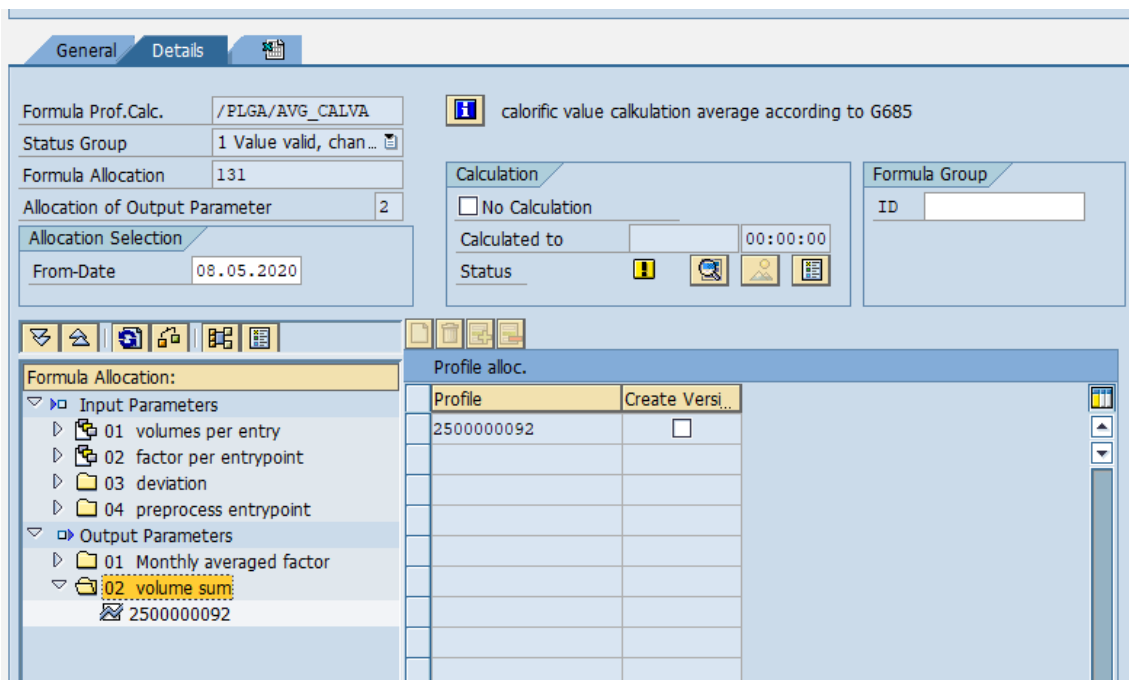 General Details
Formula Prof.Calc. /PLGA/AVG_CALVA calorific value calkulation average according to G685
Status Group 1 Value valid, chan...
Formula Allocation 131 Calculation Formula Group
Allocation of Output Parameter 2 No Calculation ID
Allocation Selection Calculated to 00:00:00
From-Date 08.05.2020 Status
Profile alloc.
Formula Allocation: Profile Create Versi...
Input Parameters
01 volumes per entry 2500000092
02 factor per entrypoint
03 deviation
04 preprocess entrypoint
Output Parameters
01 Monthly averaged factor
02 volume sum
2500000092